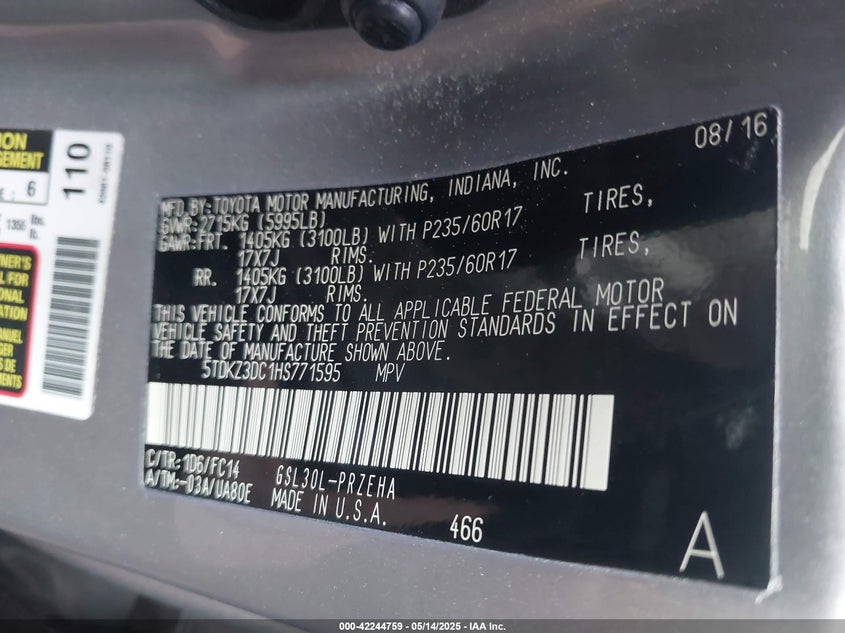 08/16
MFD.BY:TOYOTA MOTOR MANUFACTURING, INDIANA, INC.
GVWR:2715KG (5995LB)
GAWR:FRT. 1405KG (3100LB) WITH P235/60R17 TIRES,
17X7J RIMS.
RR. 1405KG (3100LB) WITH P235/60R17 TIRES,
17X7J RIMS.
THIS VEHICLE CONFORMS TO ALL APPLICABLE FEDERAL MOTOR
VEHICLE SAFETY AND THEFT PREVENTION STANDARDS IN EFFECT ON
THE DATE OF MANUFACTURE SHOWN ABOVE.
5TDKZ3DC1HS771595 MPV
C/TR:1D6/FC14
A/TM:-03A/UA80E
GSL30L-PRZEHA
MADE IN U.S.A.
466
A
110
6
1355 lbs.
lb.
000-42244759 - 05/14/2025 - IAA Inc.